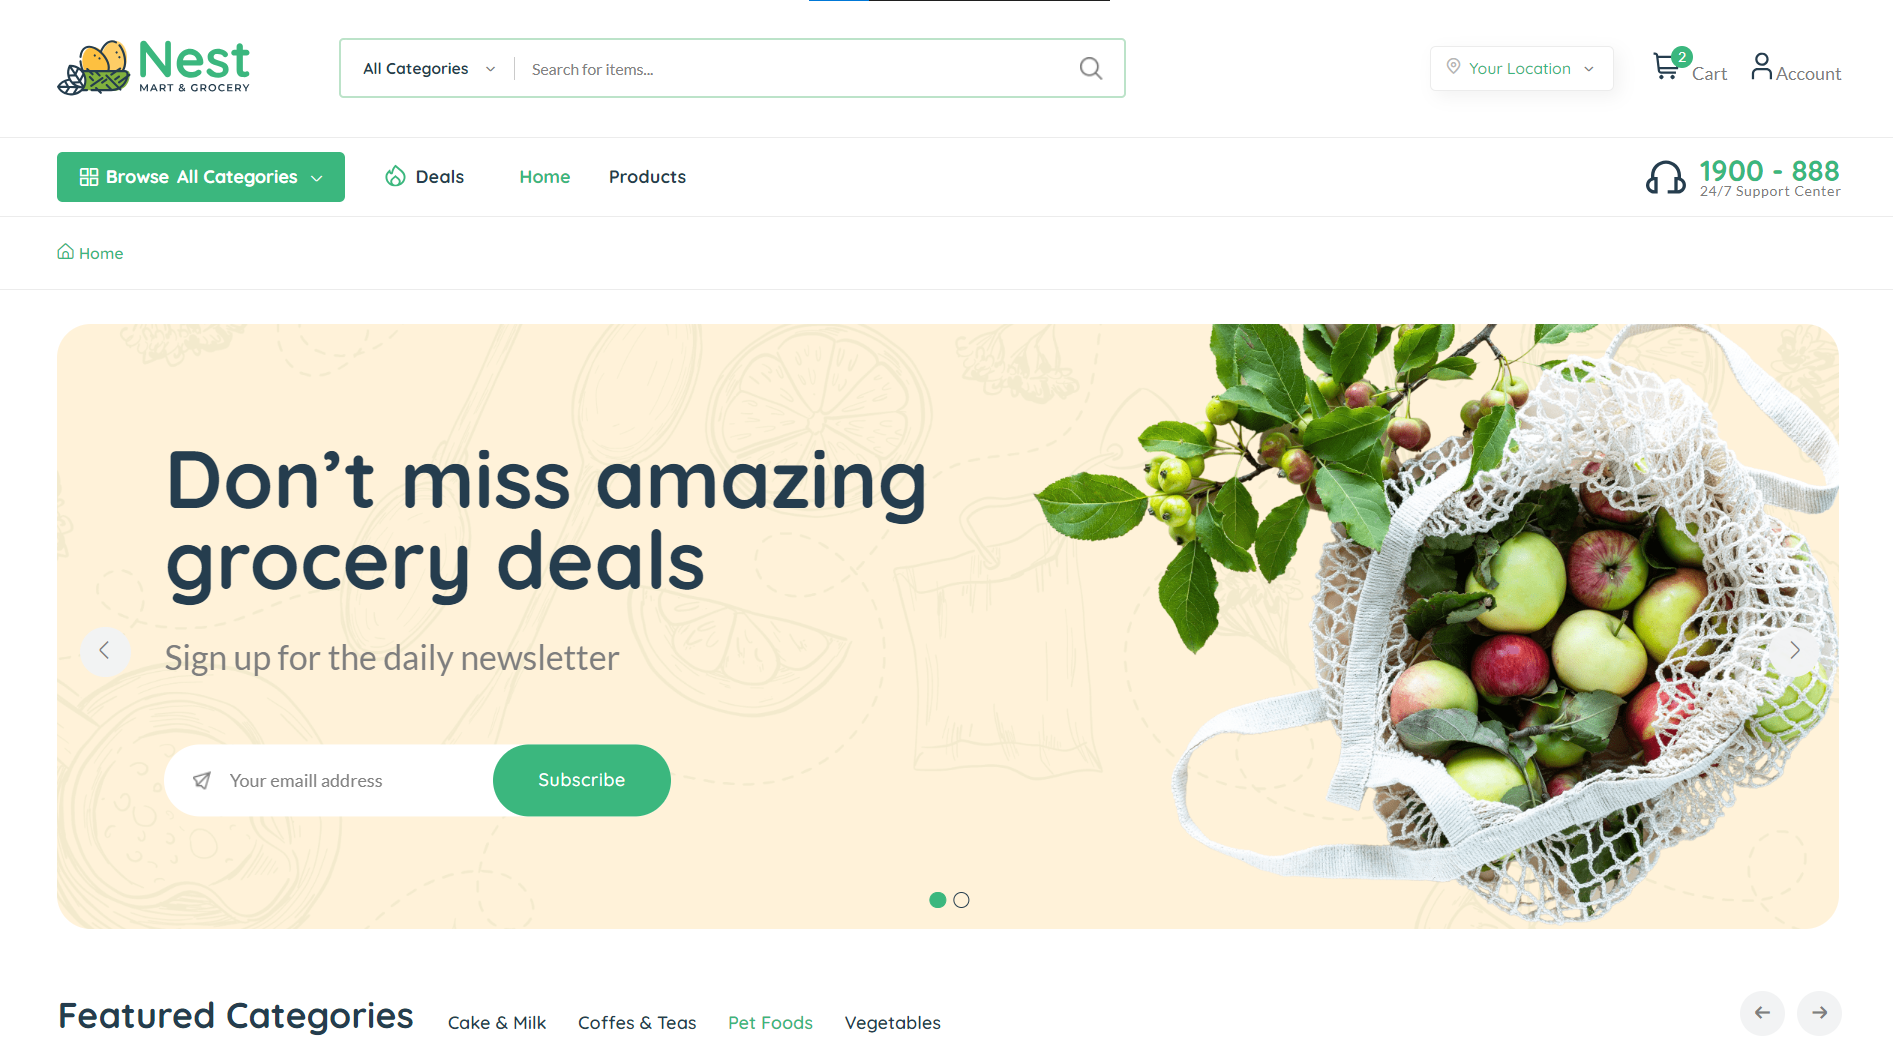 Nest
MART & GROCERY
All Categories
Search for items...
Your Location
2
Cart
Account
Browse All Categories
Deals
Home
Products
1900 - 888
24/7 Support Center
Home
Don’t miss amazing
grocery deals
Sign up for the daily newsletter
Your emaill address
Subscribe
Featured Categories
Cake & Milk
Coffes & Teas
Pet Foods
Vegetables